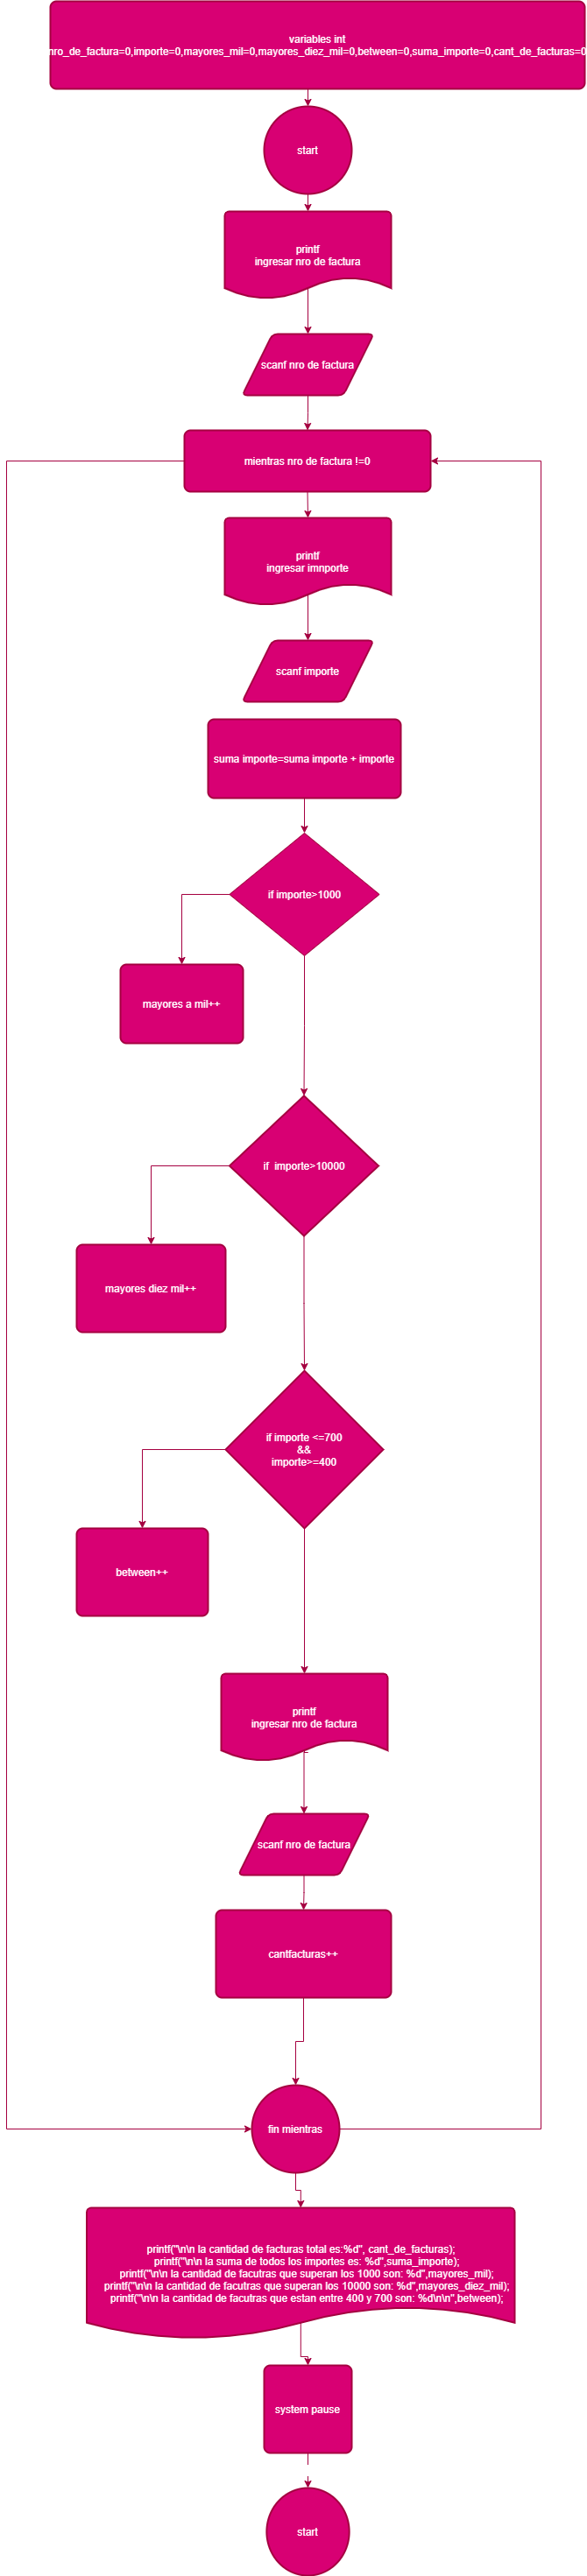 variables int
nro_de_factura=0,importe=0,mayores_mil=0,mayores_diez_mil=0,between=0,suma_importe=0,cant_de_facturas=0
start
printf
ingresar nro de factura
scanf nro de factura
mientras nro de factura !=0
printf
ingresar imnporte
scanf importe
suma importe=suma importe + importe
if importe>1000
mayores a mil++
if importe>10000
mayores diez mil++
if importe <=700
&&
importe>=400
between++
printf
ingresar nro de factura
scanf nro de factura
cantfacturas++
fin mientras
printf("\n\n la cantidad de facturas total es:%d", cant_de_facturas);
printf("\n\n la suma de todos los importes es: %d",suma_importe);
printf("\n\n la cantidad de facutras que superan los 1000 son: %d",mayores_mil);
printf("\n\n la cantidad de facutras que superan los 10000 son: %d",mayores_diez_mil);
printf("\n\n la cantidad de facutras que estan entre 400 y 700 son: %d\n\n",between);
system pause
start